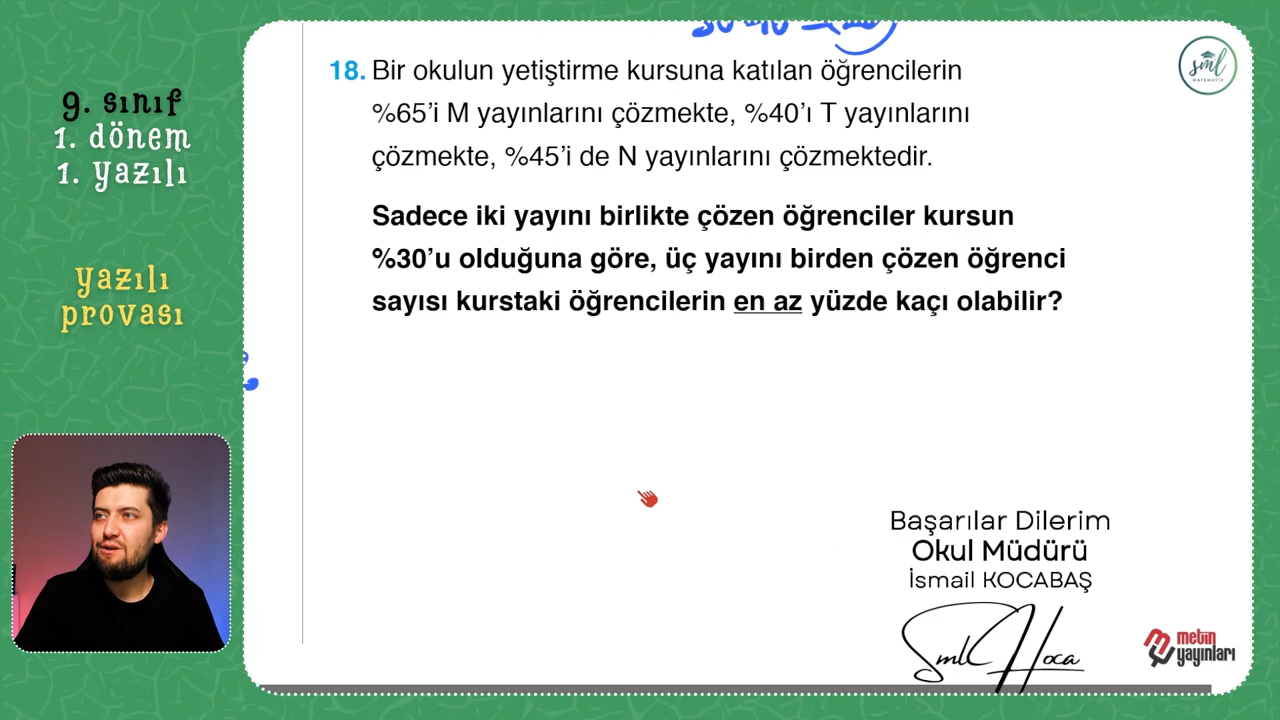 9. sınıf
1. dönem
1. yazılı
yazılı
provası
18. Bir okulun yetiştirme kursuna katılan öğrencilerin
%65'i M yayınlarını çözmekte, %40'ı T yayınlarını
çözmekte, %45'i de N yayınlarını çözmektedir.
Sadece iki yayını birlikte çözen öğrenciler kursun
%30'u olduğuna göre, üç yayını birden çözen öğrenci
sayısı kurstaki öğrencilerin en az yüzde kaçı olabilir?
sml
MATEMATİK
Başarılar Dilerim
Okul Müdürü
İsmail KOCABAŞ
Sml Hoca
metin
yayınları